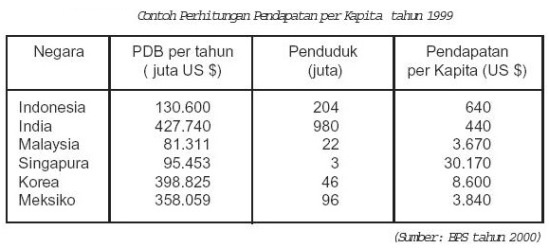 Contoh Perhitungan Pendapatan per Kapita tahun 1999
Negara PDB per tahun Penduduk Pendapatan
( juta US $) (juta) per Kapita (US $)
Indonesia 130.600 204 640
India 427.740 980 440
Malaysia 81.311 22 3.670
Singapura 95.453 3 30.170
Korea 398.825 46 8.600
Meksiko 358.059 96 3.840
(Sumber: BPS tahun 2000)